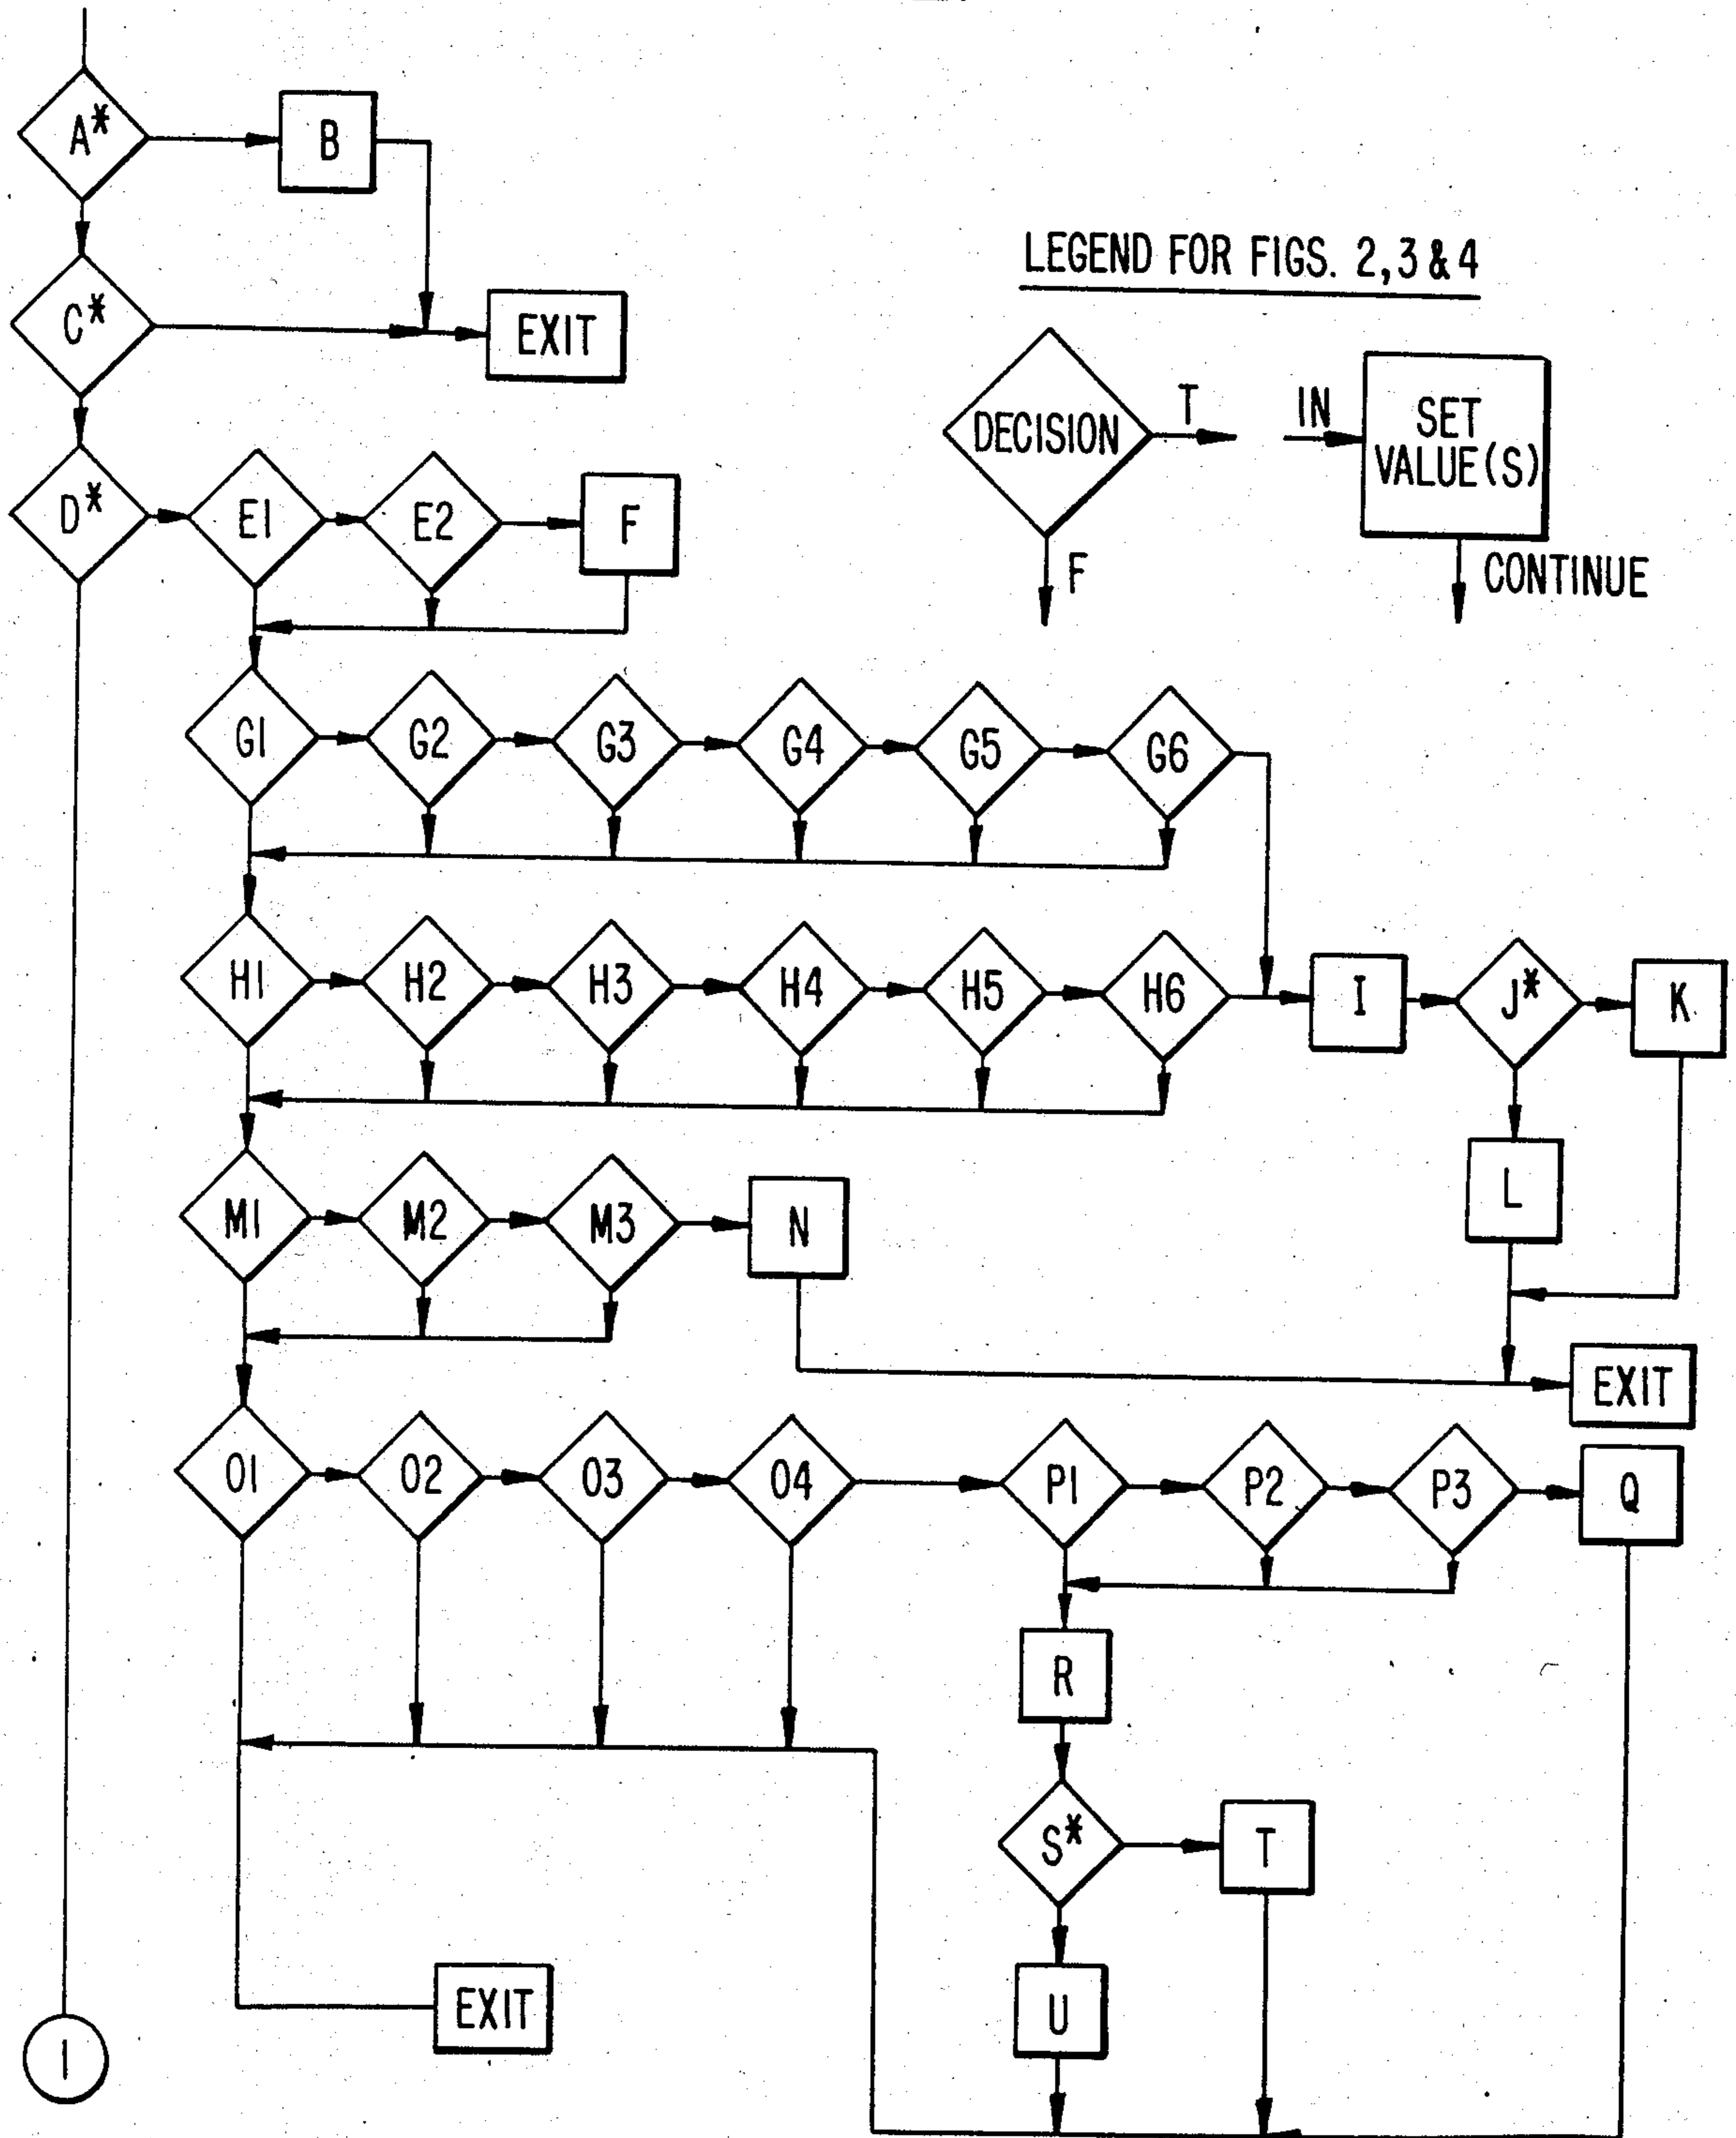 A*
B
C*
EXIT
LEGEND FOR FIGS. 2,3 & 4
DECISION
T
F
IN
SET
VALUE(S)
CONTINUE
D*
E1
E2
F
G1
G2
G3
G4
G5
G6
H1
H2
H3
H4
H5
H6
I
J*
K
L
M1
M2
M3
N
EXIT
O1
O2
O3
O4
P1
P2
P3
Q
R
S*
T
U
EXIT
1